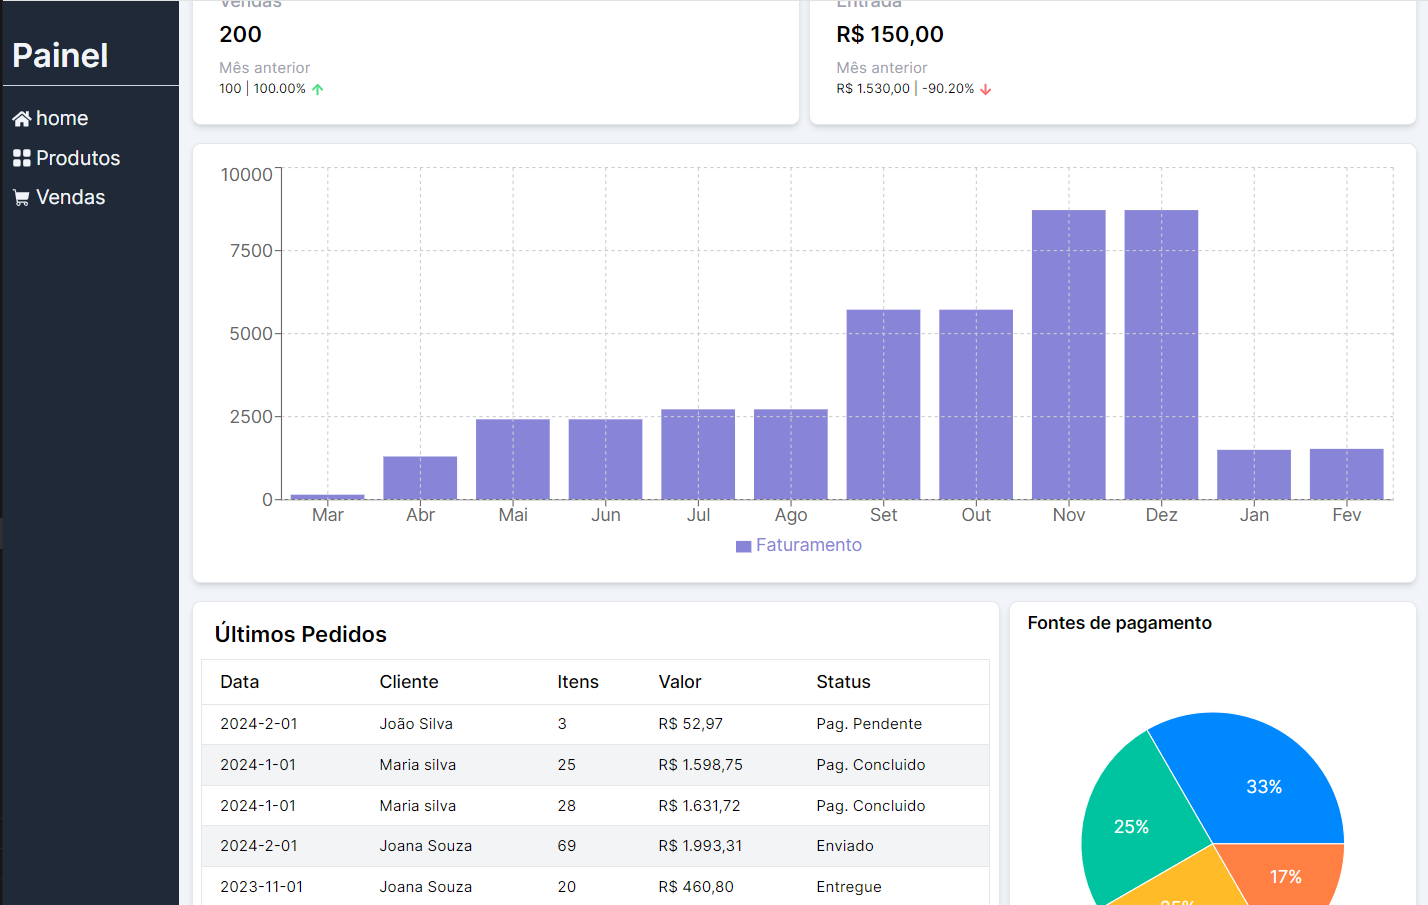 Painel
home
Produtos
Vendas
Vendas
200
Mês anterior
100 | 100.00%
Entrada
R$ 150,00
Mês anterior
R$ 1.530,00 | -90.20%
10000
7500
5000
2500
0
Mar Abr Mai Jun Jul Ago Set Out Nov Dez Jan Fev
Faturamento
Últimos Pedidos
Data Cliente Itens Valor Status
2024-2-01 João Silva 3 R$ 52,97 Pag. Pendente
2024-1-01 Maria silva 25 R$ 1.598,75 Pag. Concluido
2024-1-01 Maria silva 28 R$ 1.631,72 Pag. Concluido
2024-2-01 Joana Souza 69 R$ 1.993,31 Enviado
2023-11-01 Joana Souza 20 R$ 460,80 Entregue
Fontes de pagamento
33%
25%
17%
25%